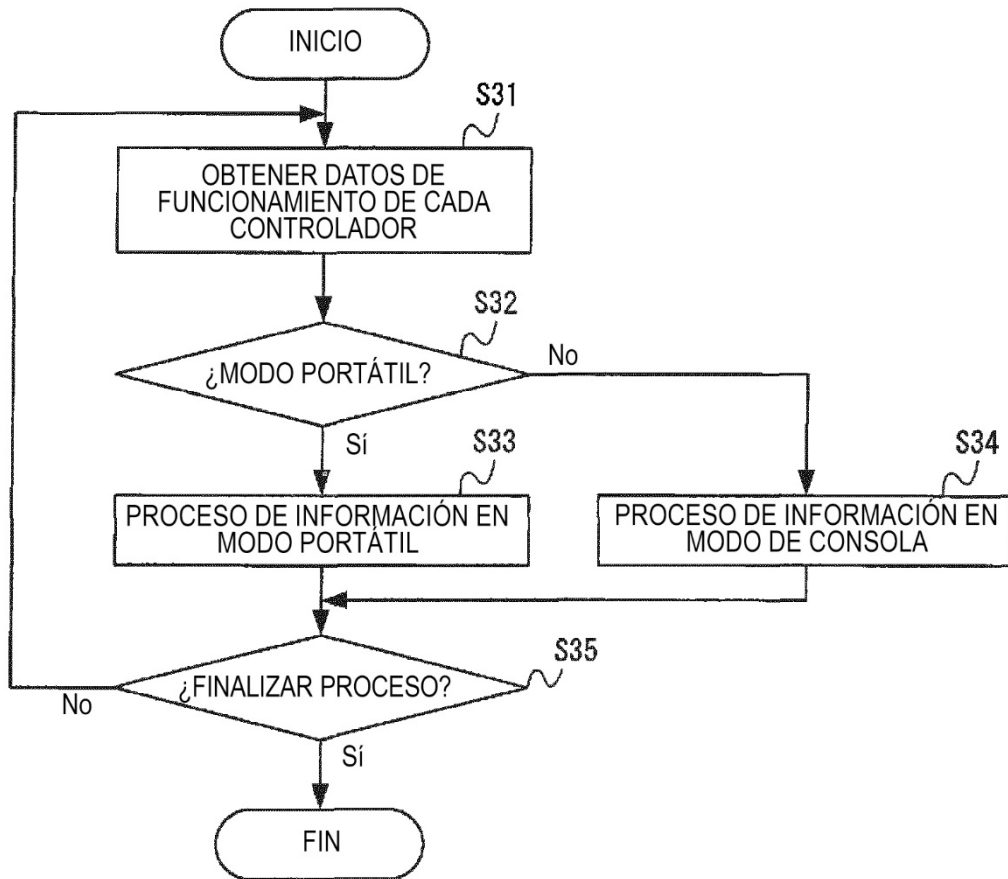 INICIO
S31
OBTENER DATOS DE
FUNCIONAMIENTO DE CADA
CONTROLADOR
S32
¿MODO PORTÁTIL?
No
Sí
S33
PROCESO DE INFORMACIÓN EN
MODO PORTÁTIL
S34
PROCESO DE INFORMACIÓN EN
MODO DE CONSOLA
S35
¿FINALIZAR PROCESO?
No
Sí
FIN